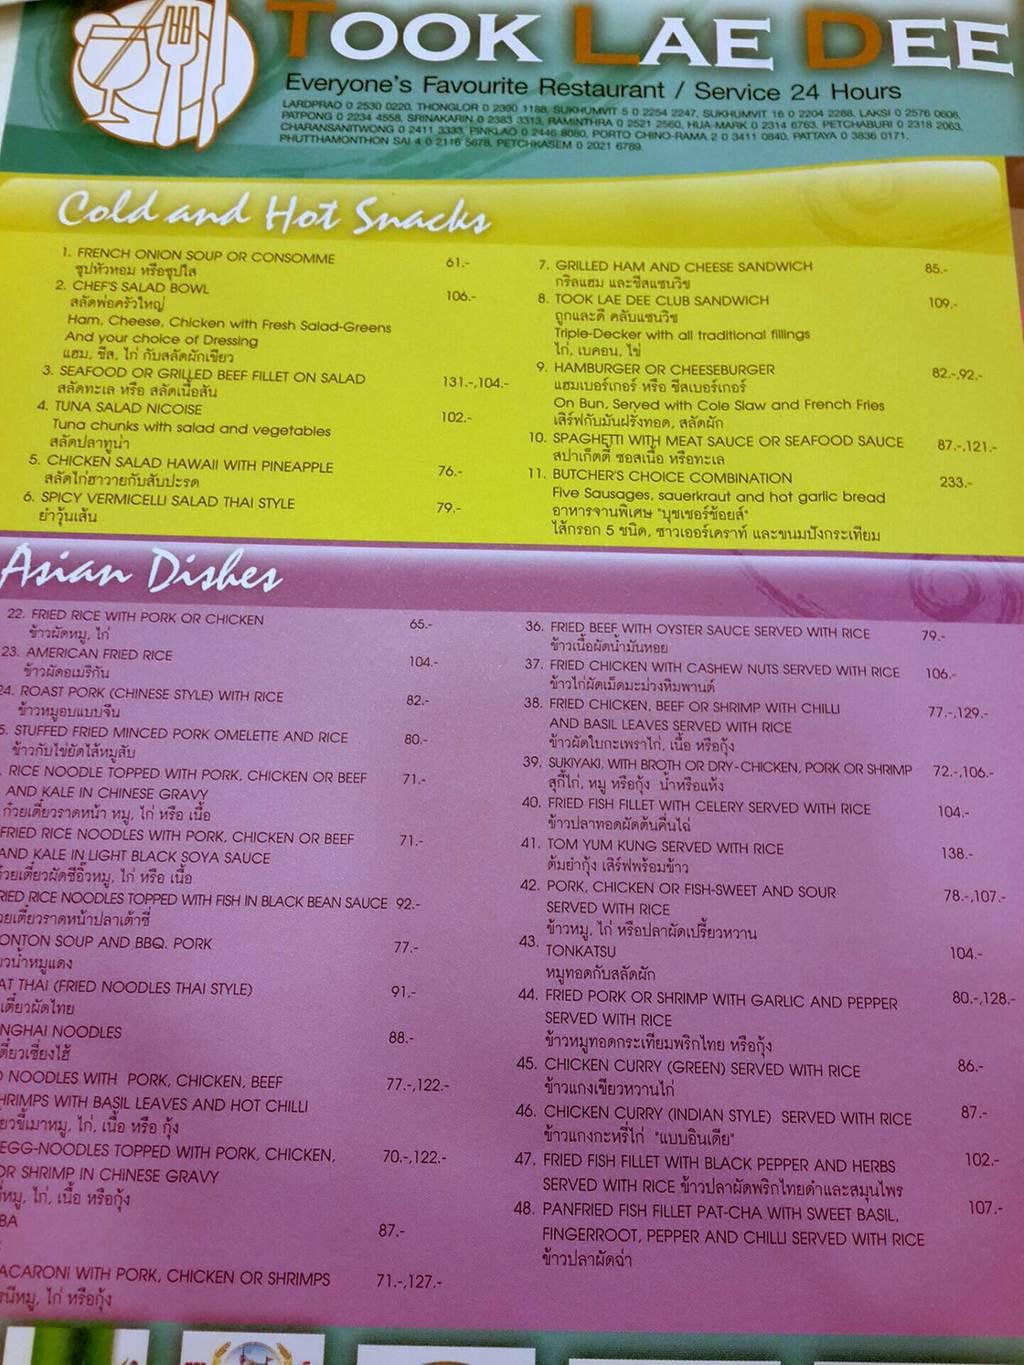 TOOK LAE DEE
Everyone's Favourite Restaurant / Service 24 Hours
LARDPRAO 0 2530 0220, THONGLOR 0 2390 1188, SUKHUMVIT 5 0 2254 2247, SUKHUMVIT 16 0 2204 2288, LAKSI 0 2576 0606,
PATPONG 0 2234 4558, SRINAKARIN 0 2383 3313, RAMINTHRA 0 2521 2560, HUA-MARK 0 2314 6763, PETCHABURI 0 2318 2063,
CHARANSANITWONG 0 2411 3333, PINKLAO 0 2446 8080, PORTO CHINO-RAMA 2 0 3411 0840, PATTAYA 0 3836 0171,
PHUTTHAMONTHON SAI 4 0 2116 5678, PETCHKASEM 0 2021 6789.
Cold and Hot Snacks
1. FRENCH ONION SOUP OR CONSOMME 61.-
ซุปหัวหอม หรือซุปใส
2. CHEF'S SALAD BOWL 106.-
สลัดพ่อครัวใหญ่
Ham, Cheese, Chicken with Fresh Salad-Greens
And your choice of Dressing
แฮม, ชีส, ไก่ กับสลัดผักเขียว
3. SEAFOOD OR GRILLED BEEF FILLET ON SALAD 131.-,104.-
สลัดทะเล หรือ สลัดเนื้อสัน
4. TUNA SALAD NICOISE 102.-
Tuna chunks with salad and vegetables
สลัดปลาทูน่า
5. CHICKEN SALAD HAWAII WITH PINEAPPLE 76.-
สลัดไก่ฮาวายกับสับปะรด
6. SPICY VERMICELLI SALAD THAI STYLE 79.-
ยำวุ้นเส้น
7. GRILLED HAM AND CHEESE SANDWICH 85.-
กริลแฮม และชีสแซนวิช
8. TOOK LAE DEE CLUB SANDWICH 109.-
ถูกและดี คลับแซนวิช
Triple-Decker with all traditional fillings
ไก่, เบคอน, ไข่
9. HAMBURGER OR CHEESEBURGER 82.-,92.-
แฮมเบอร์เกอร์ หรือ ชีสเบอร์เกอร์
On Bun, Served with Cole Slaw and French Fries
เสิร์ฟกับมันฝรั่งทอด, สลัดผัก
10. SPAGHETTI WITH MEAT SAUCE OR SEAFOOD SAUCE 87.-,121.-
สปาเก็ตตี้ ซอสเนื้อ หรือทะเล
11. BUTCHER'S CHOICE COMBINATION 233.-
Five Sausages, sauerkraut and hot garlic bread
อาหารจานพิเศษ "บุชเชอร์ช้อยส์"
ไส้กรอก 5 ชนิด, ซาวเออร์เคราท์ และขนมปังกระเทียม
Asian Dishes
22. FRIED RICE WITH PORK OR CHICKEN 65.-
ข้าวผัดหมู, ไก่
23. AMERICAN FRIED RICE 104.-
ข้าวผัดอเมริกัน
24. ROAST PORK (CHINESE STYLE) WITH RICE 82.-
ข้าวหมูอบแบบจีน
5. STUFFED FRIED MINCED PORK OMELETTE AND RICE 80.-
ข้าวกับไข่ยัดไส้หมูสับ
. RICE NOODLE TOPPED WITH PORK, CHICKEN OR BEEF 71.-
AND KALE IN CHINESE GRAVY
ก๋วยเตี๋ยวราดหน้า หมู, ไก่ หรือ เนื้อ
FRIED RICE NOODLES WITH PORK, CHICKEN OR BEEF 71.-
AND KALE IN LIGHT BLACK SOYA SAUCE
วยเตี๋ยวผัดซีอิ๊วหมู, ไก่ หรือ เนื้อ
RIED RICE NOODLES TOPPED WITH FISH IN BLACK BEAN SAUCE 92.-
วยเตี๋ยวราดหน้าปลาเต้าซี่
ONTON SOUP AND BBQ. PORK 77.-
วน้ำหมูแดง
AT THAI (FRIED NOODLES THAI STYLE) 91.-
เตี๋ยวผัดไทย
NGHAI NOODLES 88.-
ตี๋ยวเซี่ยงไฮ้
D NOODLES WITH PORK, CHICKEN, BEEF 77.-,122.-
HRIMPS WITH BASIL LEAVES AND HOT CHILLI
ยวขี้เมาหมู, ไก่, เนื้อ หรือ กุ้ง
EGG-NOODLES TOPPED WITH PORK, CHICKEN, 70.-,122.-
OR SHRIMP IN CHINESE GRAVY
หมู, ไก่, เนื้อ หรือกุ้ง
BA 87.-
ACARONI WITH PORK, CHICKEN OR SHRIMPS 71.-,127.-
รนีหมู, ไก่ หรือกุ้ง
36. FRIED BEEF WITH OYSTER SAUCE SERVED WITH RICE 79.-
ข้าวเนื้อผัดน้ำมันหอย
37. FRIED CHICKEN WITH CASHEW NUTS SERVED WITH RICE 106.-
ข้าวไก่ผัดเม็ดมะม่วงหิมพานต์
38. FRIED CHICKEN, BEEF OR SHRIMP WITH CHILLI 77.-,129.-
AND BASIL LEAVES SERVED WITH RICE
ข้าวผัดใบกะเพราไก่, เนื้อ หรือกุ้ง
39. SUKIYAKI, WITH BROTH OR DRY-CHICKEN, PORK OR SHRIMP 72.-,106.-
สุกี้ไก่, หมู หรือกุ้ง น้ำหรือแห้ง
40. FRIED FISH FILLET WITH CELERY SERVED WITH RICE 104.-
ข้าวปลาทอดผัดต้นคื่นไฉ่
41. TOM YUM KUNG SERVED WITH RICE 138.-
ต้มยำกุ้ง เสิร์ฟพร้อมข้าว
42. PORK, CHICKEN OR FISH-SWEET AND SOUR 78.-,107.-
SERVED WITH RICE
ข้าวหมู, ไก่ หรือปลาผัดเปรี้ยวหวาน
43. TONKATSU 104.-
หมูทอดกับสลัดผัก
44. FRIED PORK OR SHRIMP WITH GARLIC AND PEPPER 80.-,128.-
SERVED WITH RICE
ข้าวหมูทอดกระเทียมพริกไทย หรือกุ้ง
45. CHICKEN CURRY (GREEN) SERVED WITH RICE 86.-
ข้าวแกงเขียวหวานไก่
46. CHICKEN CURRY (INDIAN STYLE) SERVED WITH RICE 87.-
ข้าวแกงกะหรี่ไก่ "แบบอินเดีย"
47. FRIED FISH FILLET WITH BLACK PEPPER AND HERBS 102.-
SERVED WITH RICE ข้าวปลาผัดพริกไทยดำและสมุนไพร
48. PANFRIED FISH FILLET PAT-CHA WITH SWEET BASIL, 107.-
FINGERROOT, PEPPER AND CHILLI SERVED WITH RICE
ข้าวปลาผัดฉ่า